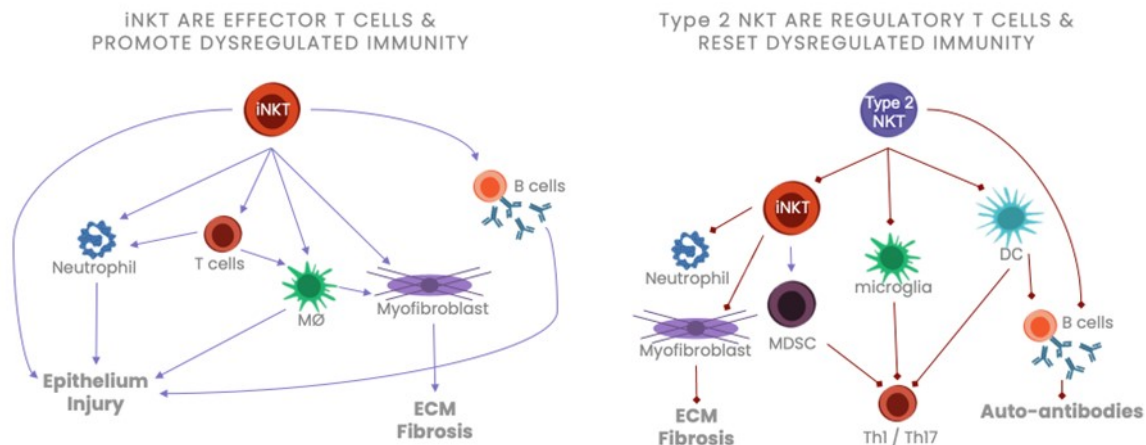 iNKT ARE EFFECTOR T CELLS &
PROMOTE DYSREGULATED IMMUNITY
iNKT
B cells
Neutrophil
T cells
MØ
Myofibroblast
Epithelium
Injury
ECM
Fibrosis
Type 2 NKT ARE REGULATORY T CELLS &
RESET DYSREGULATED IMMUNITY
Type 2
NKT
iNKT
Neutrophil
microglia
DC
Myofibroblast
MDSC
B cells
ECM
Fibrosis
Th1 / Th17
Auto-antibodies